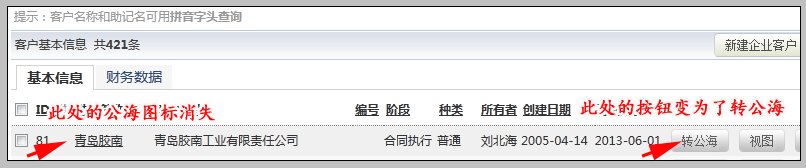 提示：客户名称和助记名可用拼音字头查询
客户基本信息 共421条 新建企业客户
基本信息 财务数据
ID 此处的公海图标消失 编号 阶段 种类 所有者 创建日期 此处的按钮变为了转公海
81 青岛胶南 青岛胶南工业有限责任公司 合同执行 普通 刘北海 2005-04-14 2013-06-01 转公海 视图